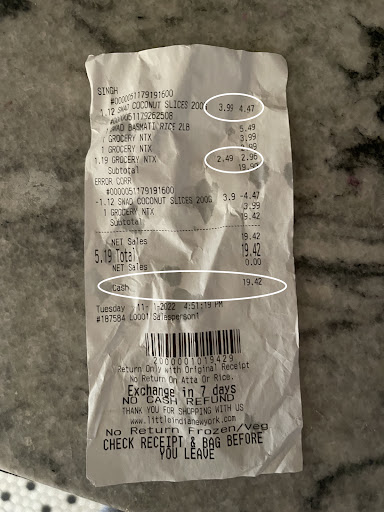 SINGH
#0000051179191600
1.12 SWAD COCONUT SLICES 200G 3.99 4.47
#0000051179262508
SWAD BASMATI RICE 2LB 5.49
1 GROCERY NTX 3.99
GROCERY NTX
1.19 GROCERY NTX 2.49 2.96
Subtotal
ERROR CORR
#0000051179191600
-1.12 SWAD COCONUT SLICES 200G 3.9 -4.47
1 GROCERY NTX 3.99
Subtotal 19.42
19.42
NET Sales
5.19 Total 19.42
NET Sales 0.00
Cash 19.42
Tuesday 11- 1-2022 4:51:19 PM
#187584 L0001 Salesperson1
2000001019429
Return Only with Original Receipt
No Return On Atta Or Rice.
Exchange in 7 days
NO CASH REFUND
THANK YOU FOR SHOPPING WITH US
www.littleindianewyork.com
No Return Frozen/Veg
CHECK RECEIPT & BAG BEFORE
YOU LEAVE